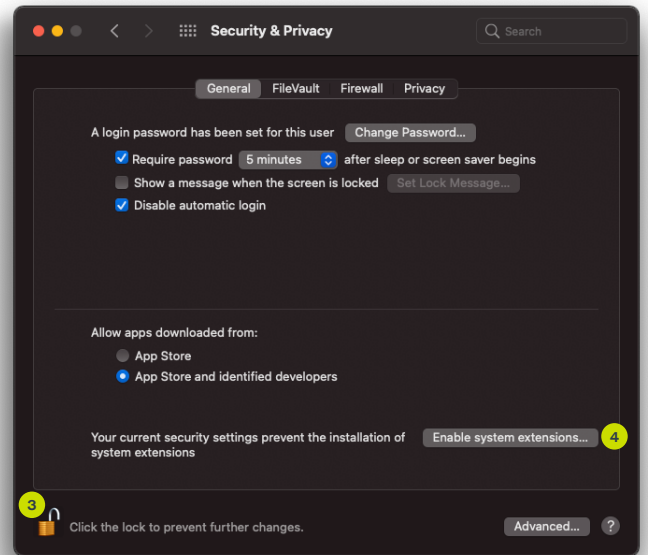 Security & Privacy
Search
General FileVault Firewall Privacy
A login password has been set for this user Change Password...
Require password 5 minutes after sleep or screen saver begins
Show a message when the screen is locked Set Lock Message...
Disable automatic login
Allow apps downloaded from:
App Store
App Store and identified developers
Your current security settings prevent the installation of
system extensions
Enable system extensions... 4
3
Click the lock to prevent further changes.
Advanced... ?